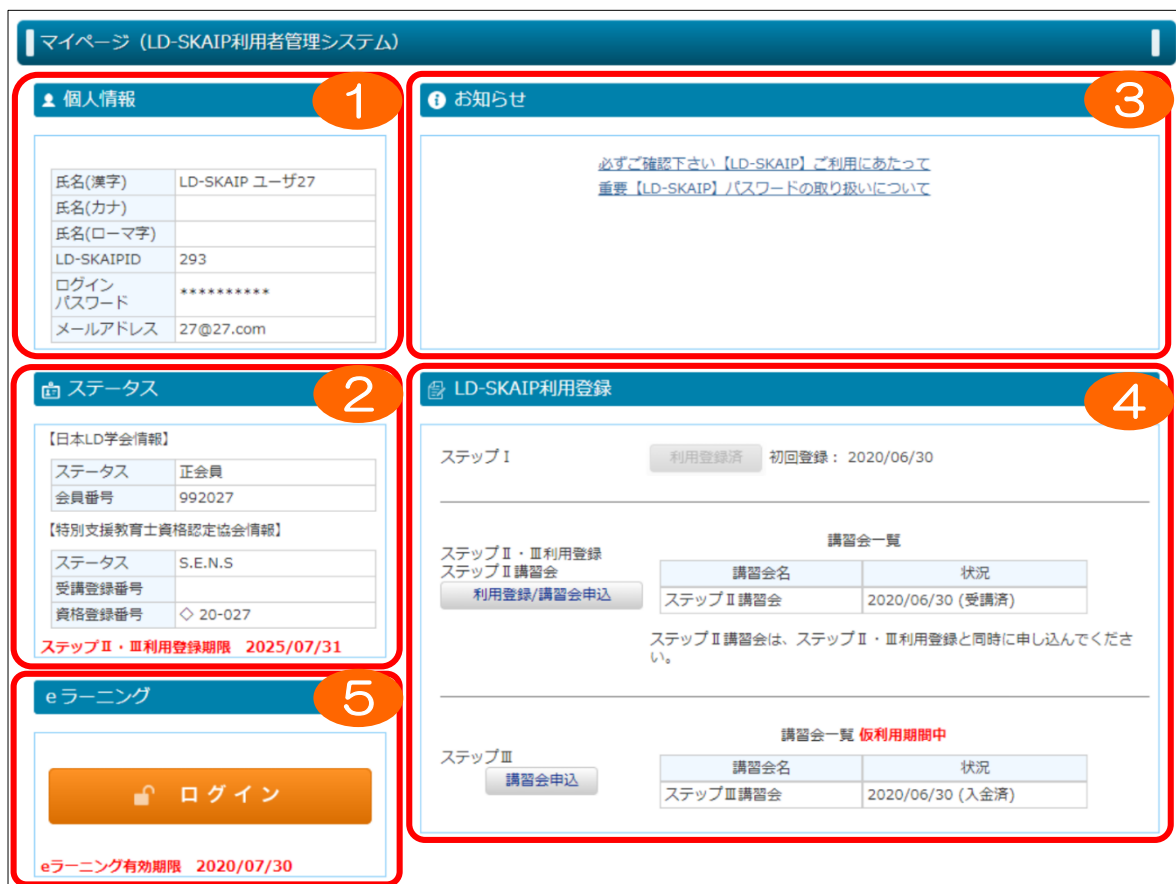 マイページ（LD-SKAIP利用者管理システム）
個人情報
1
氏名(漢字) LD-SKAIP ユーザ27
氏名(カナ)
氏名(ローマ字)
LD-SKAIPID 293
ログイン
パスワード **********
メールアドレス 27@27.com
お知らせ
3
必ずご確認下さい【LD-SKAIP】ご利用にあたって
重要【LD-SKAIP】パスワードの取り扱いについて
ステータス
2
【日本LD学会情報】
ステータス 正会員
会員番号 992027
【特別支援教育士資格認定協会情報】
ステータス S.E.N.S
受講登録番号
資格登録番号 ◇ 20-027
ステップⅡ・Ⅲ利用登録期限 2025/07/31
LD-SKAIP利用登録
4
ステップⅠ 利用登録済 初回登録： 2020/06/30
ステップⅡ・Ⅲ利用登録
ステップⅡ講習会
利用登録/講習会申込
講習会一覧
講習会名 状況
ステップⅡ講習会 2020/06/30 (受講済)
ステップⅡ講習会は、ステップⅡ・Ⅲ利用登録と同時に申し込んでくださ
い。
ステップⅢ
講習会申込
講習会一覧 仮利用期間中
講習会名 状況
ステップⅢ講習会 2020/06/30 (入金済)
eラーニング
5
ログイン
eラーニング有効期限 2020/07/30